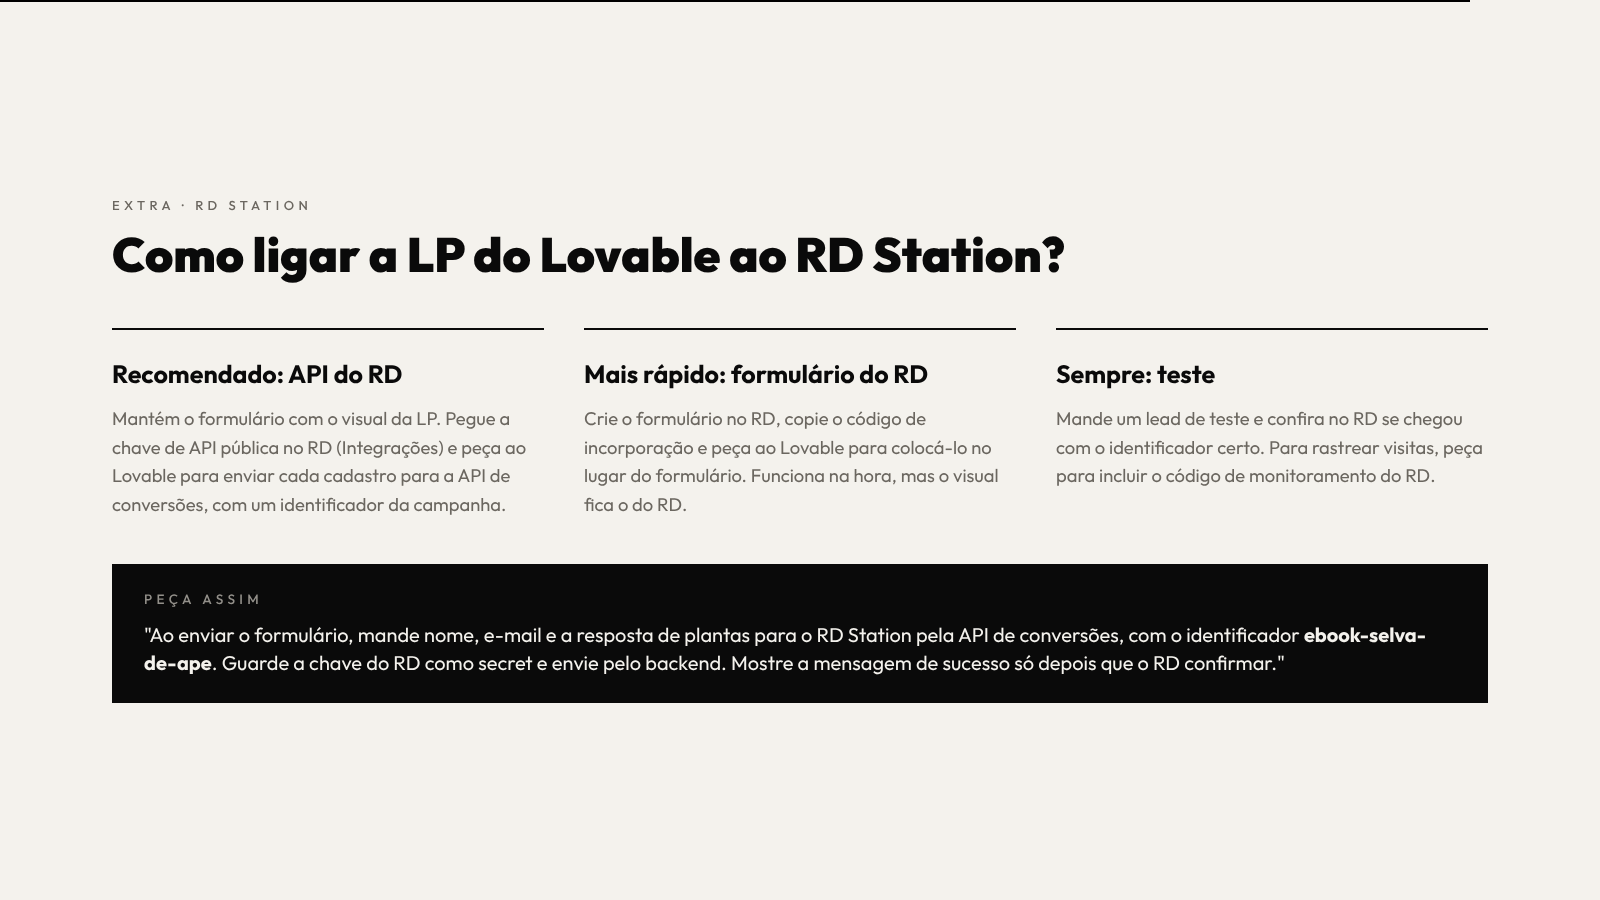 EXTRA · RD STATION
Como ligar a LP do Lovable ao RD Station?
Recomendado: API do RD
Mantém o formulário com o visual da LP. Pegue a
chave de API pública no RD (Integrações) e peça ao
Lovable para enviar cada cadastro para a API de
conversões, com um identificador da campanha.
Mais rápido: formulário do RD
Crie o formulário no RD, copie o código de
incorporação e peça ao Lovable para colocá-lo no
lugar do formulário. Funciona na hora, mas o visual
fica o do RD.
Sempre: teste
Mande um lead de teste e confira no RD se chegou
com o identificador certo. Para rastrear visitas, peça
para incluir o código de monitoramento do RD.
PEÇA ASSIM
"Ao enviar o formulário, mande nome, e-mail e a resposta de plantas para o RD Station pela API de conversões, com o identificador ebook-selva-
de-ape. Guarde a chave do RD como secret e envie pelo backend. Mostre a mensagem de sucesso só depois que o RD confirmar."